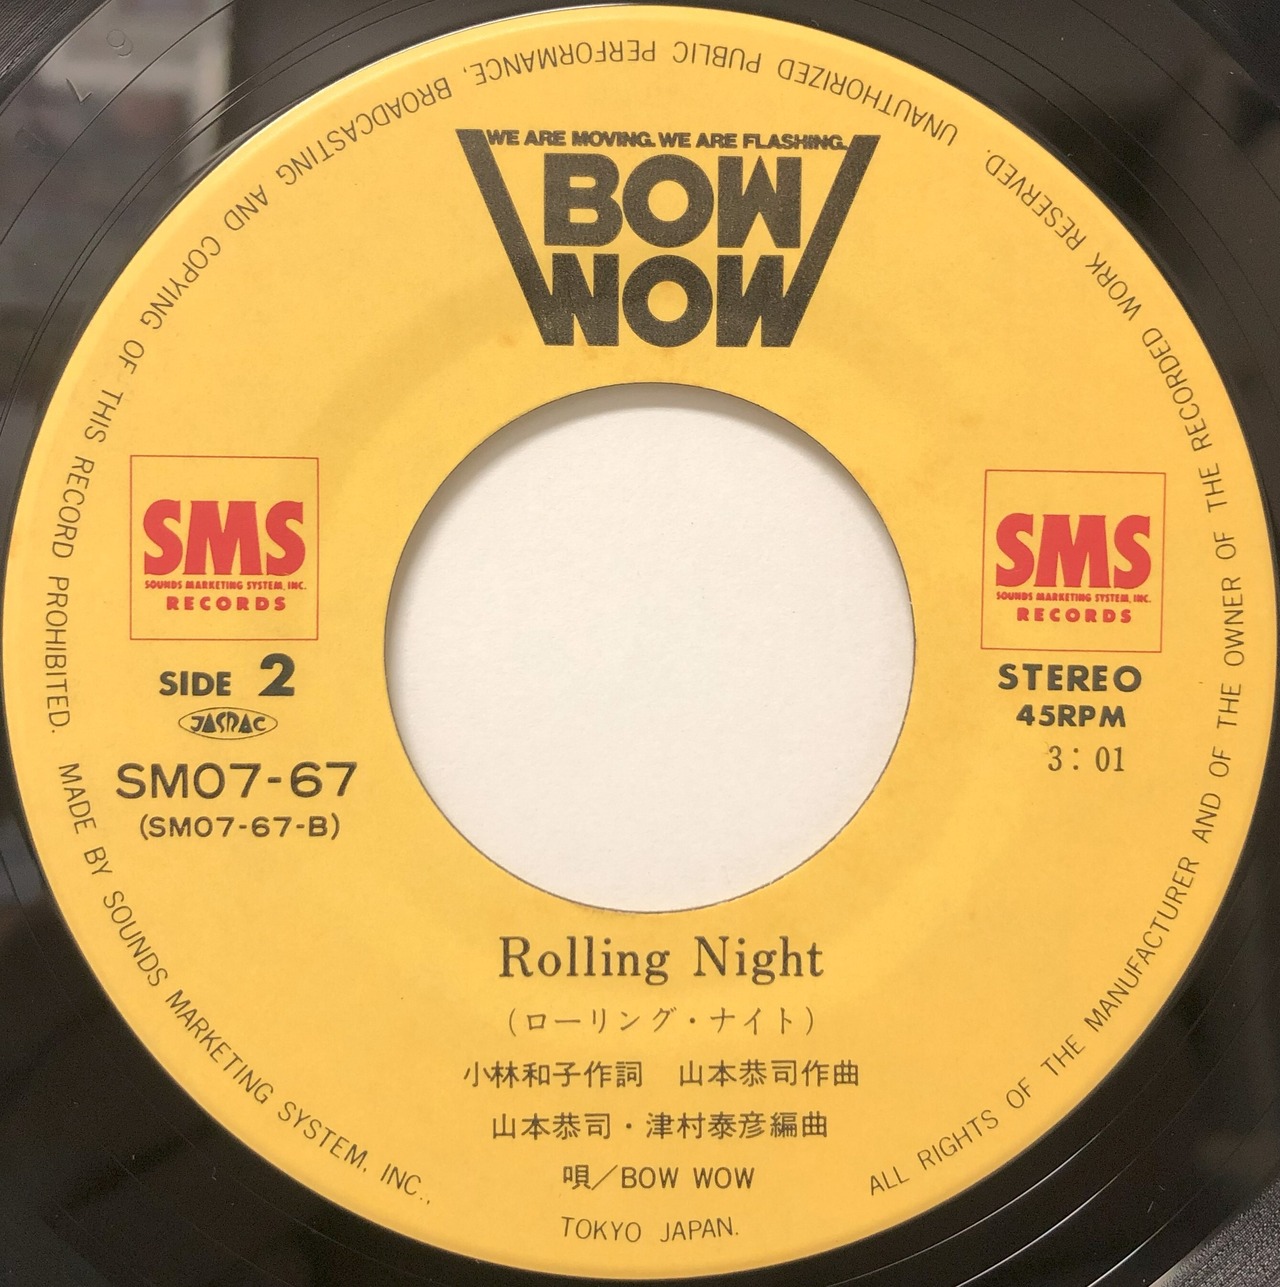 WE ARE MOVING. WE ARE FLASHING.
BOW
WOW
SMS
SOUNDS MARKETING SYSTEM, INC.
RECORDS
SIDE 2
JASRAC
SM07-67
(SM07-67-B)
SMS
SOUNDS MARKETING SYSTEM, INC.
RECORDS
STEREO
45RPM
3:01
Rolling Night
(ローリング・ナイト)
小林和子作詞 山本恭司作曲
山本恭司・津村泰彦編曲
唄/BOW WOW
TOKYO JAPAN.
ALL RIGHTS OF THE MANUFACTURER AND OF THE OWNER OF THE RECORDED WORK RESERVED. UNAUTHORIZED PUBLIC PERFORMANCE, BROADCASTING AND COPYING OF THIS RECORD PROHIBITED. MADE BY SOUNDS MARKETING SYSTEM, INC.,